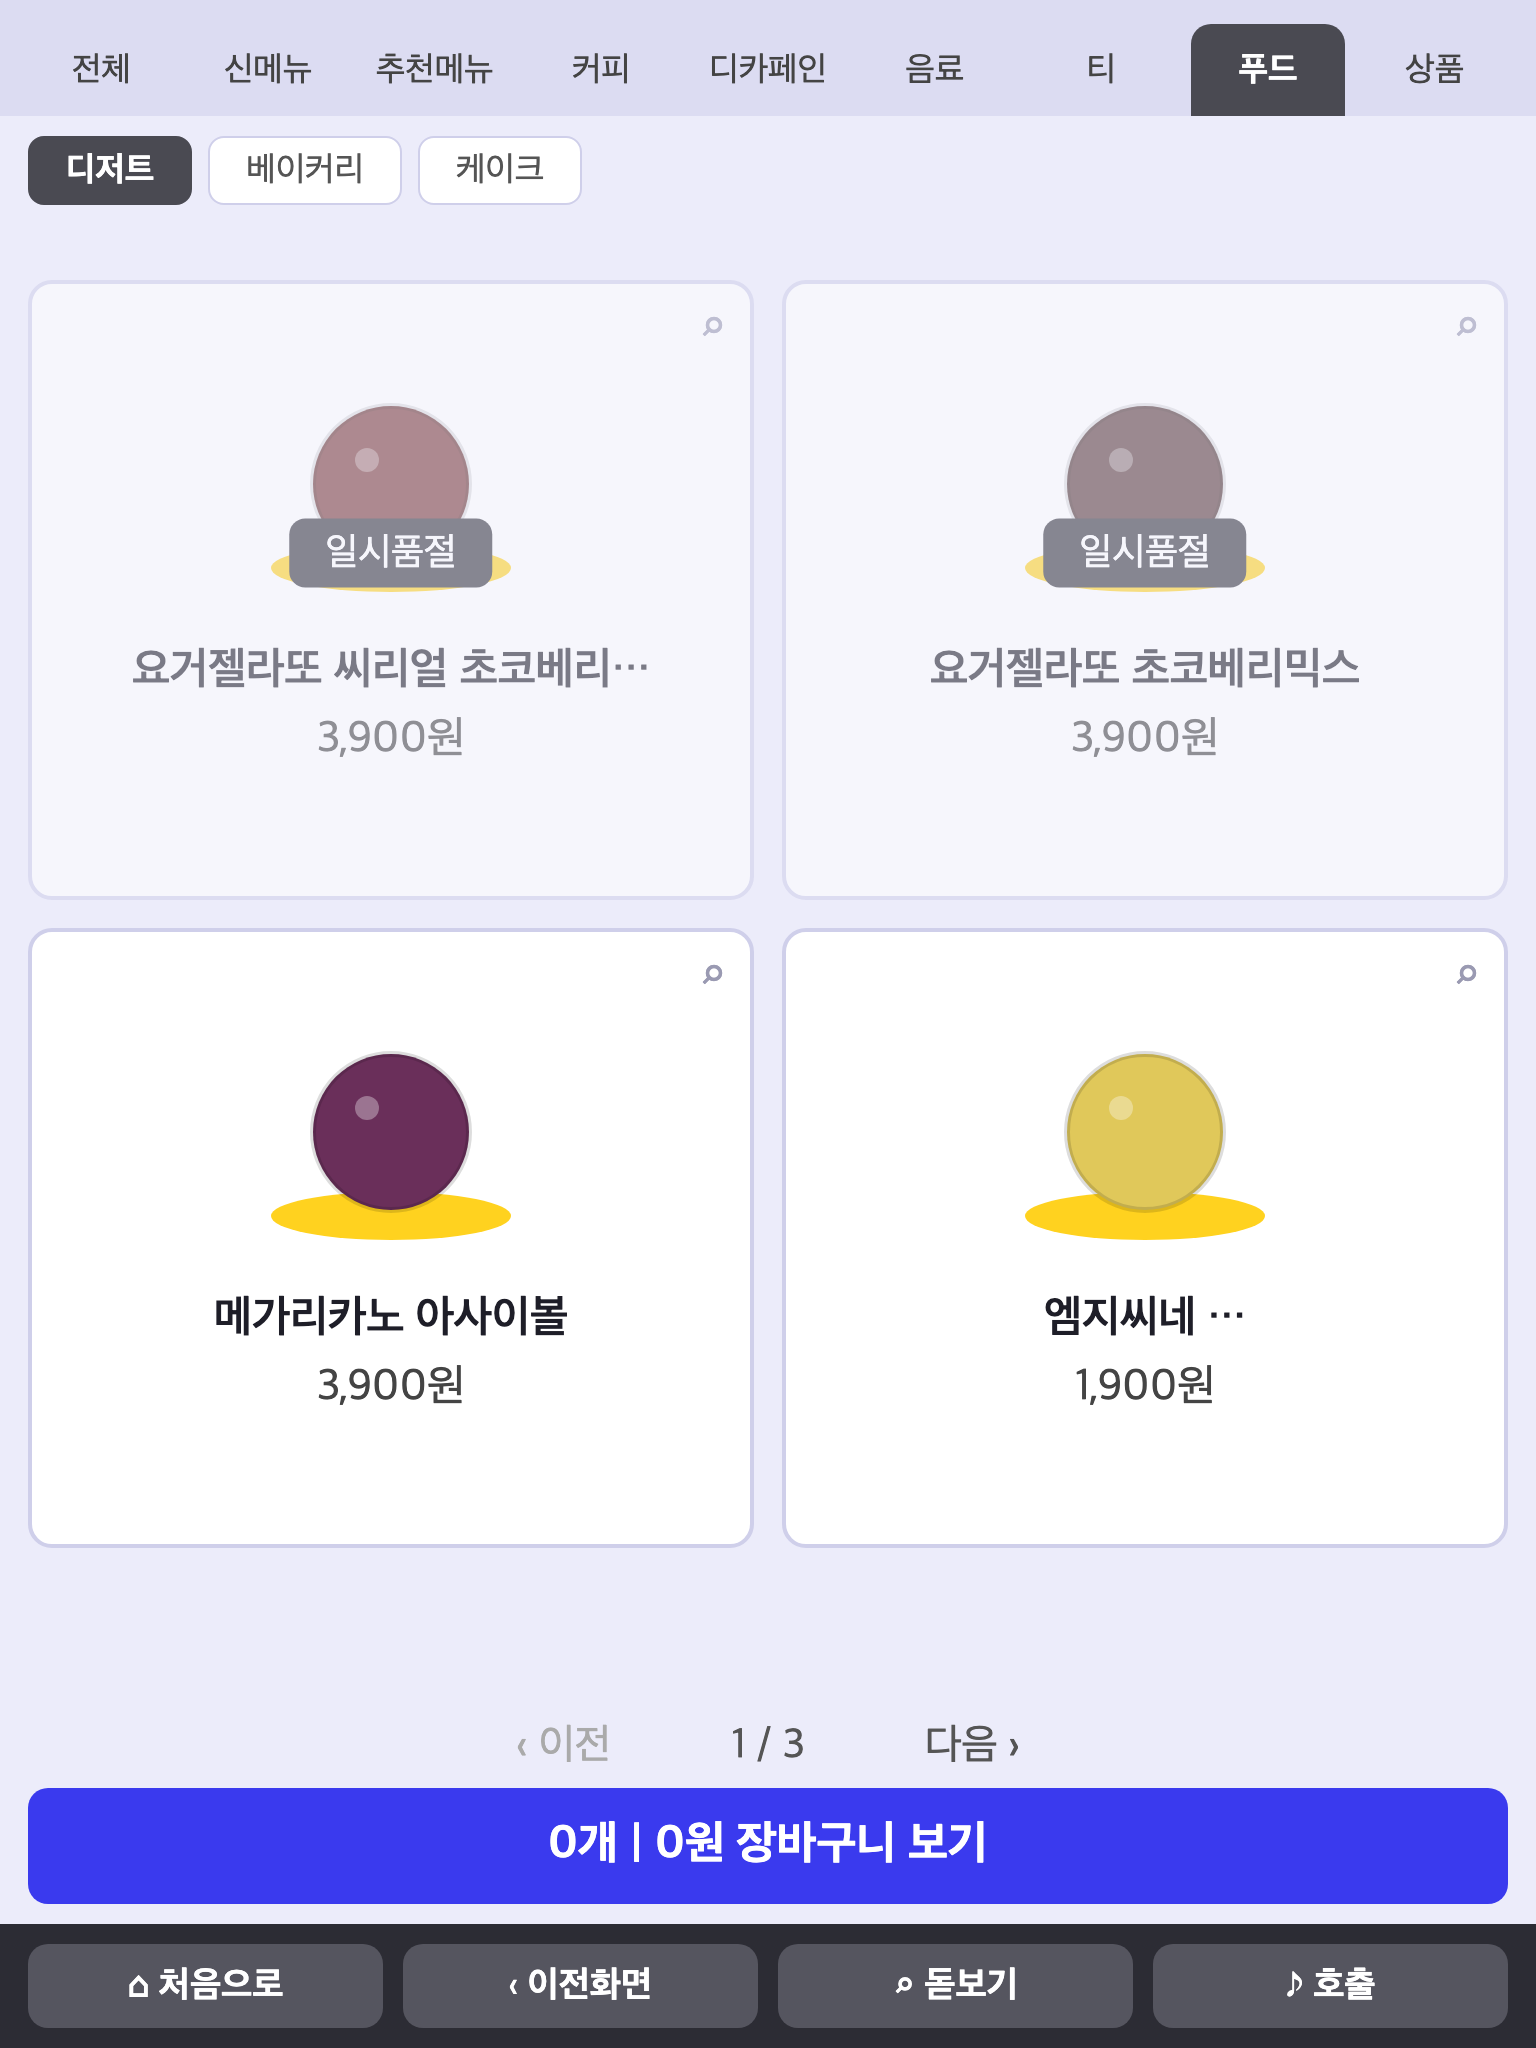 전체 신메뉴 추천메뉴 커피 디카페인 음료 티 푸드 상품
디저트 베이커리 케이크
일시품절
요거젤라또 씨리얼 초코베리…
3,900원
일시품절
요거젤라또 초코베리믹스
3,900원
메가리카노 아사이볼
3,900원
엠지씨네 …
1,900원
‹ 이전 1 / 3 다음 ›
0개 | 0원 장바구니 보기
⌂ 처음으로 ‹ 이전화면 ⌕ 돋보기 ♪ 호출